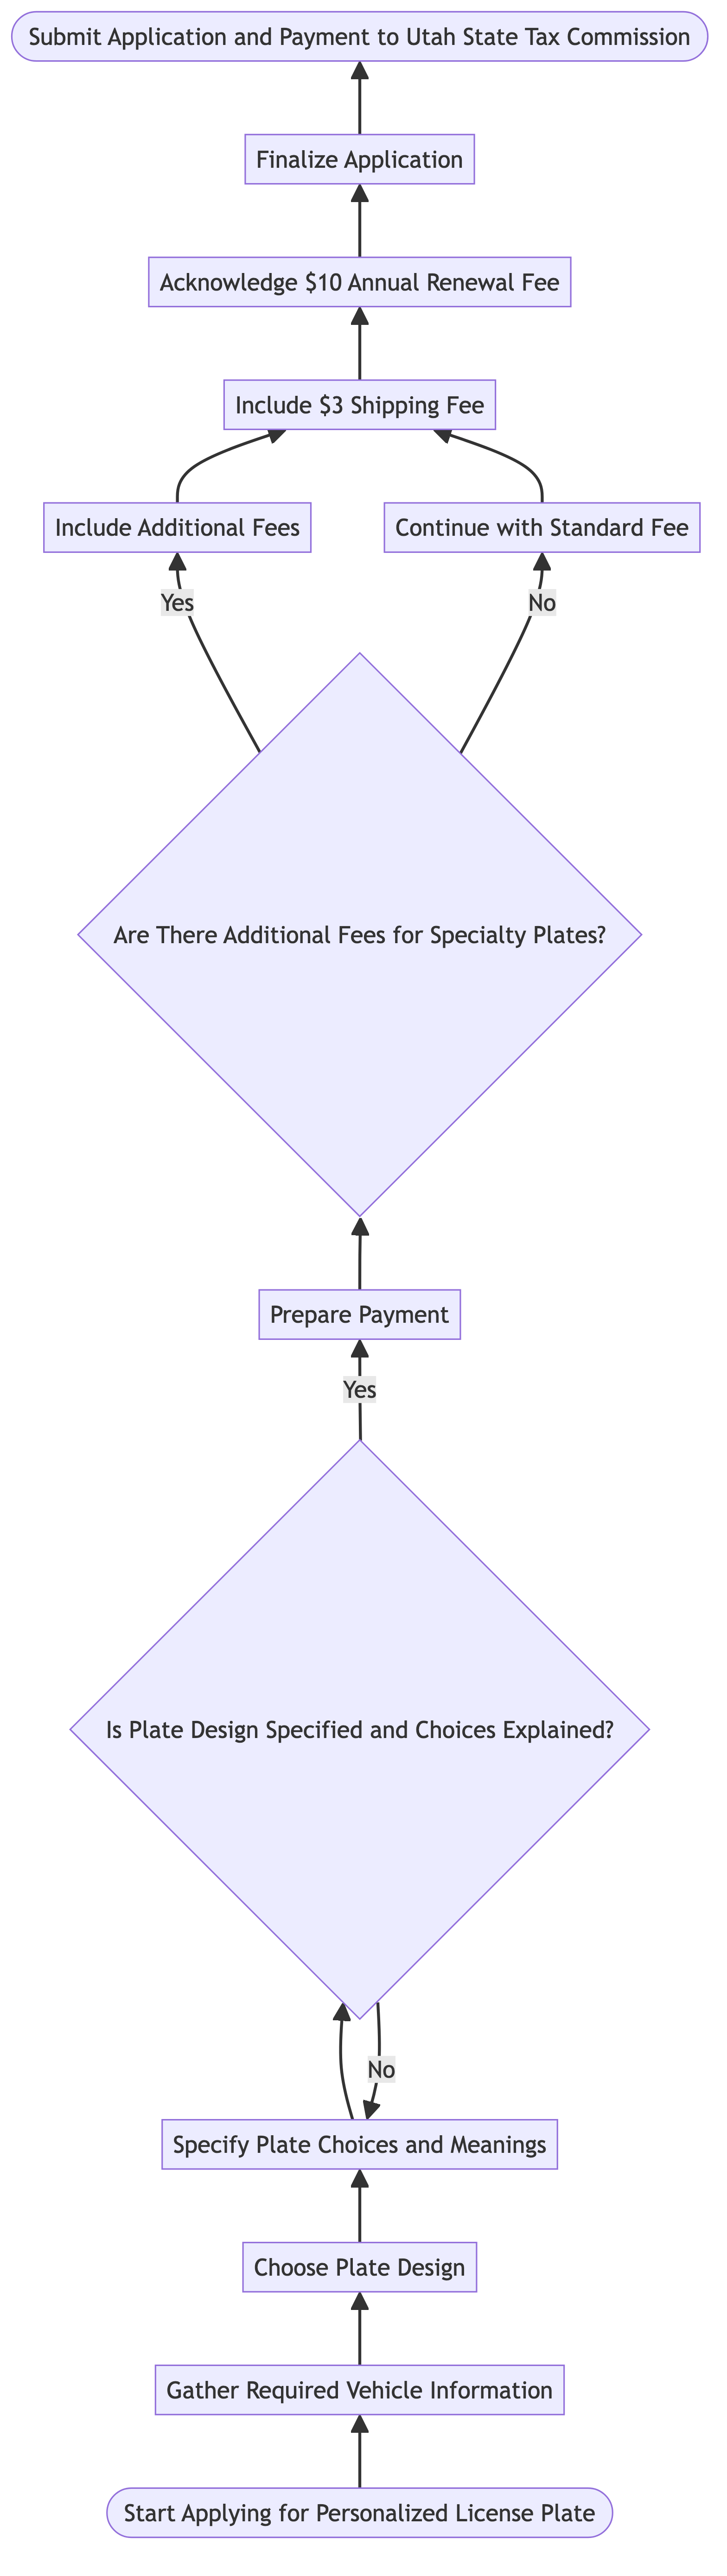 Submit Application and Payment to Utah State Tax Commission
Finalize Application
Acknowledge $10 Annual Renewal Fee
Include $3 Shipping Fee
Include Additional Fees
Continue with Standard Fee
Yes
No
Are There Additional Fees for Specialty Plates?
Prepare Payment
Yes
Is Plate Design Specified and Choices Explained?
No
Specify Plate Choices and Meanings
Choose Plate Design
Gather Required Vehicle Information
Start Applying for Personalized License Plate